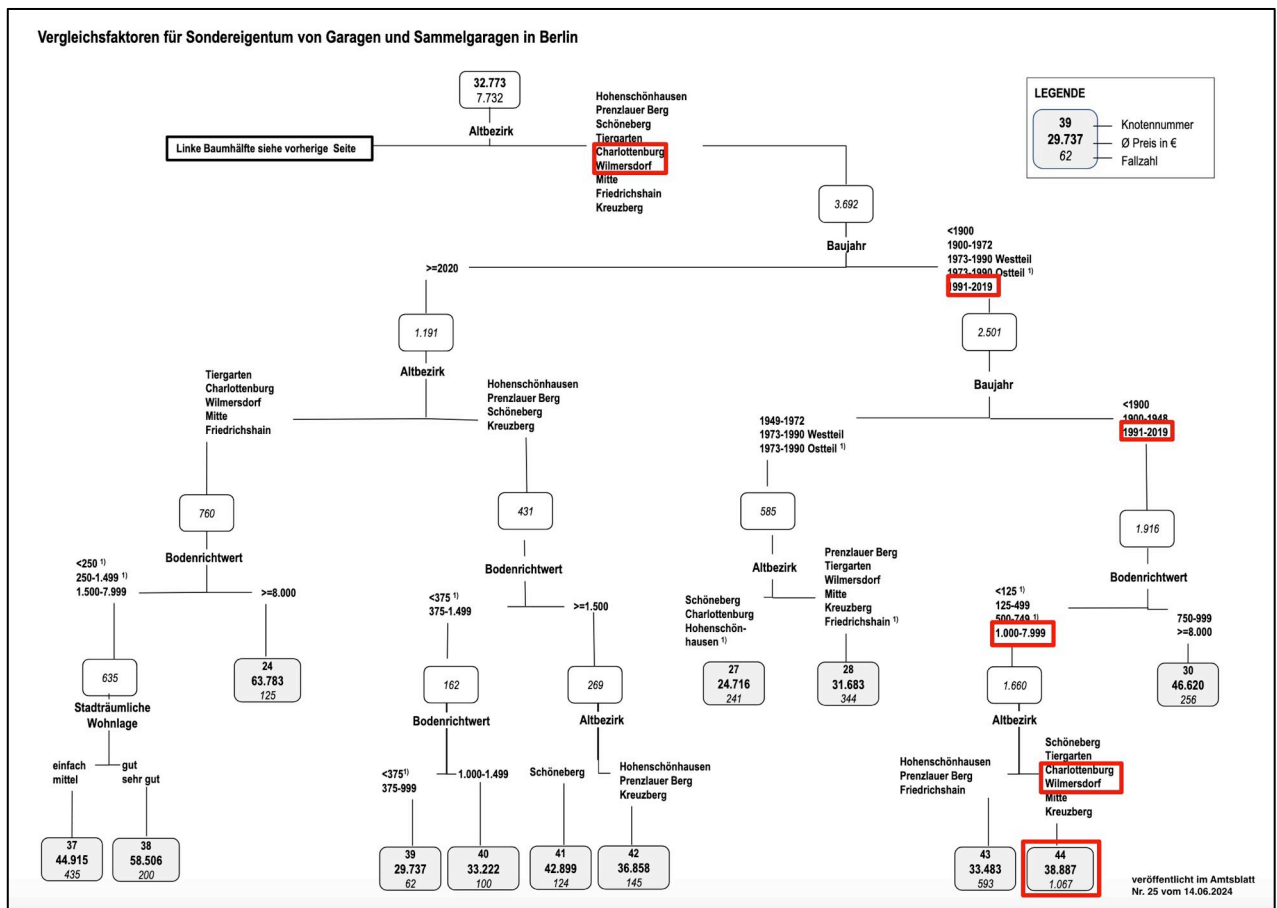 Vergleichsfaktoren für Sondereigentum von Garagen und Sammelgaragen in Berlin
32.773
7.732
Altbezirk
Linke Baumhälfte siehe vorherige Seite
Hohenschönhausen
Prenzlauer Berg
Schöneberg
Tiergarten
Charlottenburg
Wilmersdorf
Mitte
Friedrichshain
Kreuzberg
LEGENDE
39
29.737
62
Knotennummer
Ø Preis in €
Fallzahl
3.692
Baujahr
>=2020
<1900
1900-1972
1973-1990 Westteil
1973-1990 Ostteil 1)
1991-2019
1.191
Altbezirk
2.501
Baujahr
Tiergarten
Charlottenburg
Wilmersdorf
Mitte
Friedrichshain
Hohenschönhausen
Prenzlauer Berg
Schöneberg
Kreuzberg
1949-1972
1973-1990 Westteil
1973-1990 Ostteil 1)
<1900
1900-1948
1991-2019
760
Bodenrichtwert
431
Bodenrichtwert
585
Altbezirk
1.916
Bodenrichtwert
<250 1)
250-1.499 1)
1.500-7.999
>=8.000
<375 1)
375-1.499
>=1.500
Schöneberg
Charlottenburg
Hohenschön-
hausen 1)
Prenzlauer Berg
Tiergarten
Wilmersdorf
Mitte
Kreuzberg
Friedrichshain 1)
<125 1)
125-499
500-749 1)
1.000-7.999
750-999
>=8.000
635
Stadträumliche
Wohnlage
24
63.783
125
162
Bodenrichtwert
269
Altbezirk
27
24.716
241
28
31.683
344
1.660
Altbezirk
30
46.620
256
einfach
mittel
gut
sehr gut
<375 1)
375-999
1.000-1.499
Schöneberg
Hohenschönhausen
Prenzlauer Berg
Kreuzberg
Hohenschönhausen
Prenzlauer Berg
Friedrichshain
Schöneberg
Tiergarten
Charlottenburg
Wilmersdorf
Mitte
Kreuzberg
37
44.915
435
38
58.506
200
39
29.737
62
40
33.222
100
41
42.899
124
42
36.858
145
43
33.483
593
44
38.887
1.067
veröffentlicht im Amtsblatt
Nr. 25 vom 14.06.2024